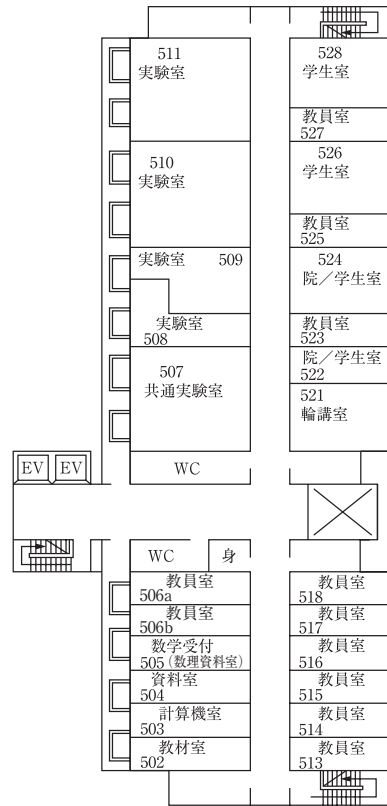 511
実験室
528
学生室
教員室
527
510
実験室
526
学生室
教員室
525
実験室 509
524
院／学生室
実験室
508
教員室
523
507
共通実験室
院／学生室
522
521
輪講室
EV EV
WC
WC
身
教員室
506a
教員室
518
教員室
506b
教員室
517
数学受付
505（数理資料室）
教員室
516
資料室
504
教員室
515
計算機室
503
教員室
514
教材室
502
教員室
513